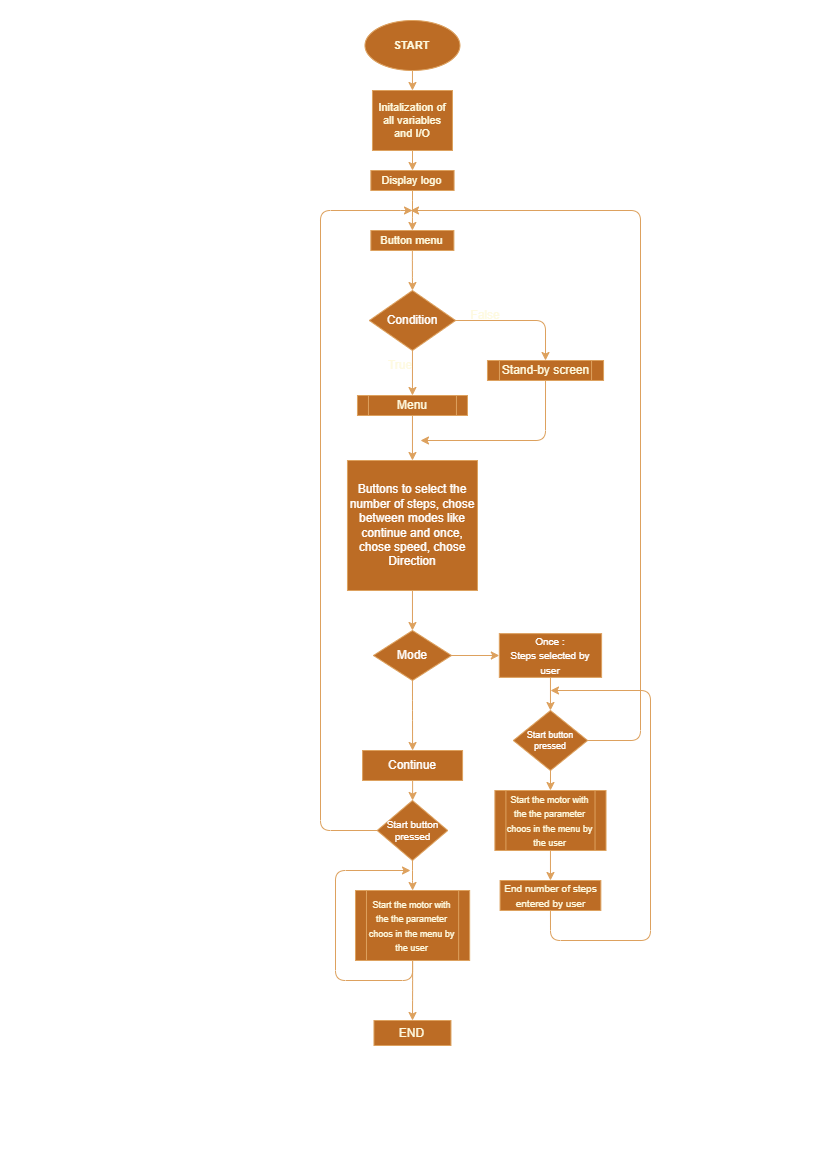 START
Initalization of
all variables
and I/O
Display logo
Button menu
Condition
False
True
Stand-by screen
Menu
Buttons to select the
number of steps, chose
between modes like
continue and once,
chose speed, chose
Direction
Mode
Once :
Steps selected by
user
Start button
pressed
Continue
Start the motor with
the the parameter
choos in the menu by
the user
Start button
pressed
End number of steps
entered by user
Start the motor with
the the parameter
choos in the menu by
the user
END